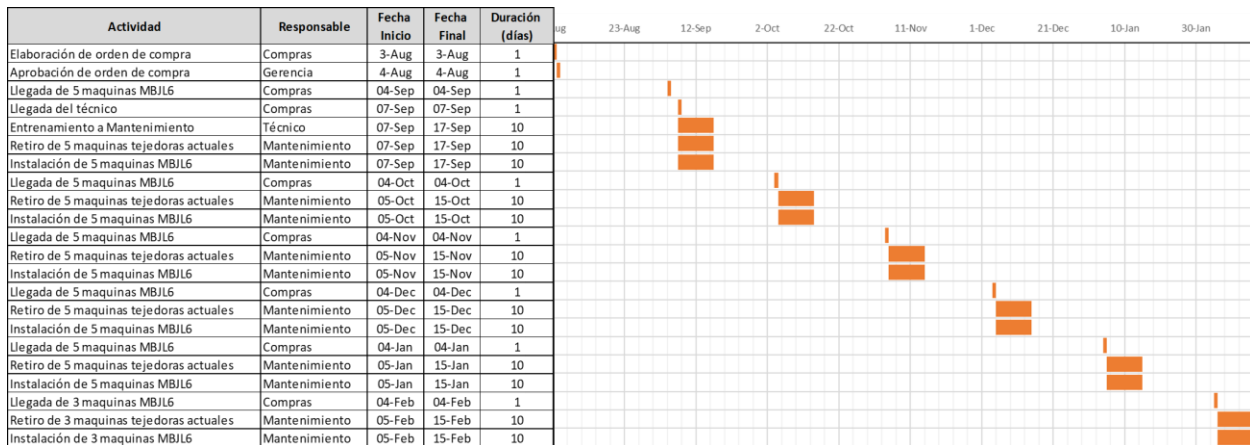 Actividad Responsable Fecha Inicio Fecha Final Duración (días)
ug 23-Aug 12-Sep 2-Oct 22-Oct 11-Nov 1-Dec 21-Dec 10-Jan 30-Jan
Elaboración de orden de compra Compras 3-Aug 3-Aug 1
Aprobación de orden de compra Gerencia 4-Aug 4-Aug 1
Llegada de 5 maquinas MBJL6 Compras 04-Sep 04-Sep 1
Llegada del técnico Compras 07-Sep 07-Sep 1
Entrenamiento a Mantenimiento Técnico 07-Sep 17-Sep 10
Retiro de 5 maquinas tejedoras actuales Mantenimiento 07-Sep 17-Sep 10
Instalación de 5 maquinas MBJL6 Mantenimiento 07-Sep 17-Sep 10
Llegada de 5 maquinas MBJL6 Compras 04-Oct 04-Oct 1
Retiro de 5 maquinas tejedoras actuales Mantenimiento 05-Oct 15-Oct 10
Instalación de 5 maquinas MBJL6 Mantenimiento 05-Oct 15-Oct 10
Llegada de 5 maquinas MBJL6 Compras 04-Nov 04-Nov 1
Retiro de 5 maquinas tejedoras actuales Mantenimiento 05-Nov 15-Nov 10
Instalación de 5 maquinas MBJL6 Mantenimiento 05-Nov 15-Nov 10
Llegada de 5 maquinas MBJL6 Compras 04-Dec 04-Dec 1
Retiro de 5 maquinas tejedoras actuales Mantenimiento 05-Dec 15-Dec 10
Instalación de 5 maquinas MBJL6 Mantenimiento 05-Dec 15-Dec 10
Llegada de 5 maquinas MBJL6 Compras 04-Jan 04-Jan 1
Retiro de 5 maquinas tejedoras actuales Mantenimiento 05-Jan 15-Jan 10
Instalación de 5 maquinas MBJL6 Mantenimiento 05-Jan 15-Jan 10
Llegada de 3 maquinas MBJL6 Compras 04-Feb 04-Feb 1
Retiro de 3 maquinas tejedoras actuales Mantenimiento 05-Feb 15-Feb 10
Instalación de 3 maquinas MBJL6 Mantenimiento 05-Feb 15-Feb 10